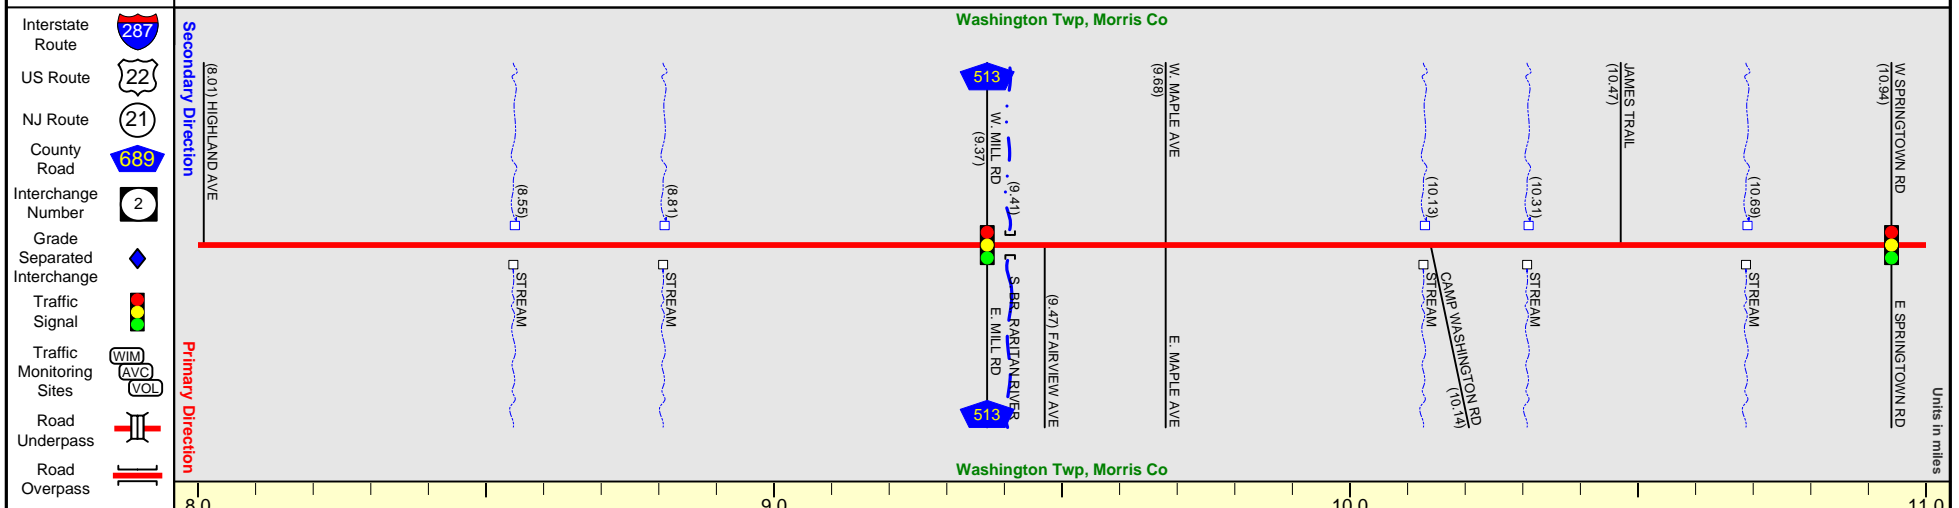 Interstate
Route
287
US Route
22
NJ Route
21
County
Road
689
Interchange
Number
2
Grade
Separated
Interchange
Traffic
Signal
Traffic
Monitoring
Sites
WIM
AVC
VOL
Road
Underpass
Road
Overpass
Secondary Direction
Primary Direction
Washington Twp, Morris Co
(8.01) HIGHLAND AVE
(8.55)
STREAM
(8.81)
STREAM
513
W. MILL RD
(9.37)
E. MILL RD
513
(9.41)
S. BR. RARITAN RIVER
(9.47) FAIRVIEW AVE
W. MAPLE AVE
(9.68)
E. MAPLE AVE
(10.13)
STREAM
CAMP WASHINGTON RD
(10.14)
(10.31)
STREAM
JAMES TRAIL
(10.47)
(10.69)
STREAM
W SPRINGTOWN RD
(10.94)
E SPRINGTOWN RD
Washington Twp, Morris Co
Units in miles
8.0
9.0
10.0
11.0